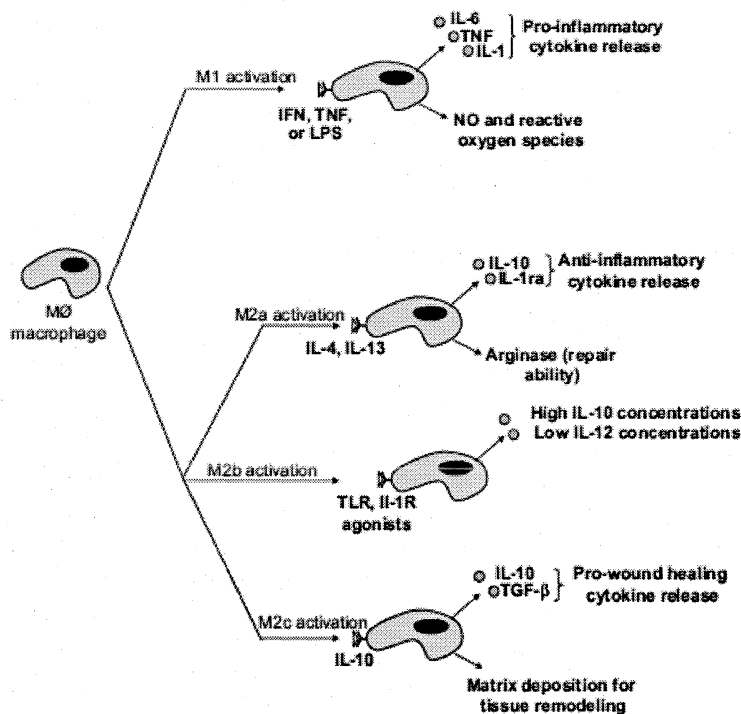 IL-6
TNF
IL-1
Pro-inflammatory
cytokine release
M1 activation
IFN, TNF,
or LPS
NO and reactive
oxygen species
MØ
macrophage
IL-10
IL-1ra
Anti-inflammatory
cytokine release
M2a activation
IL-4, IL-13
Arginase (repair
ability)
High IL-10 concentrations
Low IL-12 concentrations
M2b activation
TLR, Il-1R
agonists
IL-10
TGF-β
Pro-wound healing
cytokine release
M2c activation
IL-10
Matrix deposition for
tissue remodeling